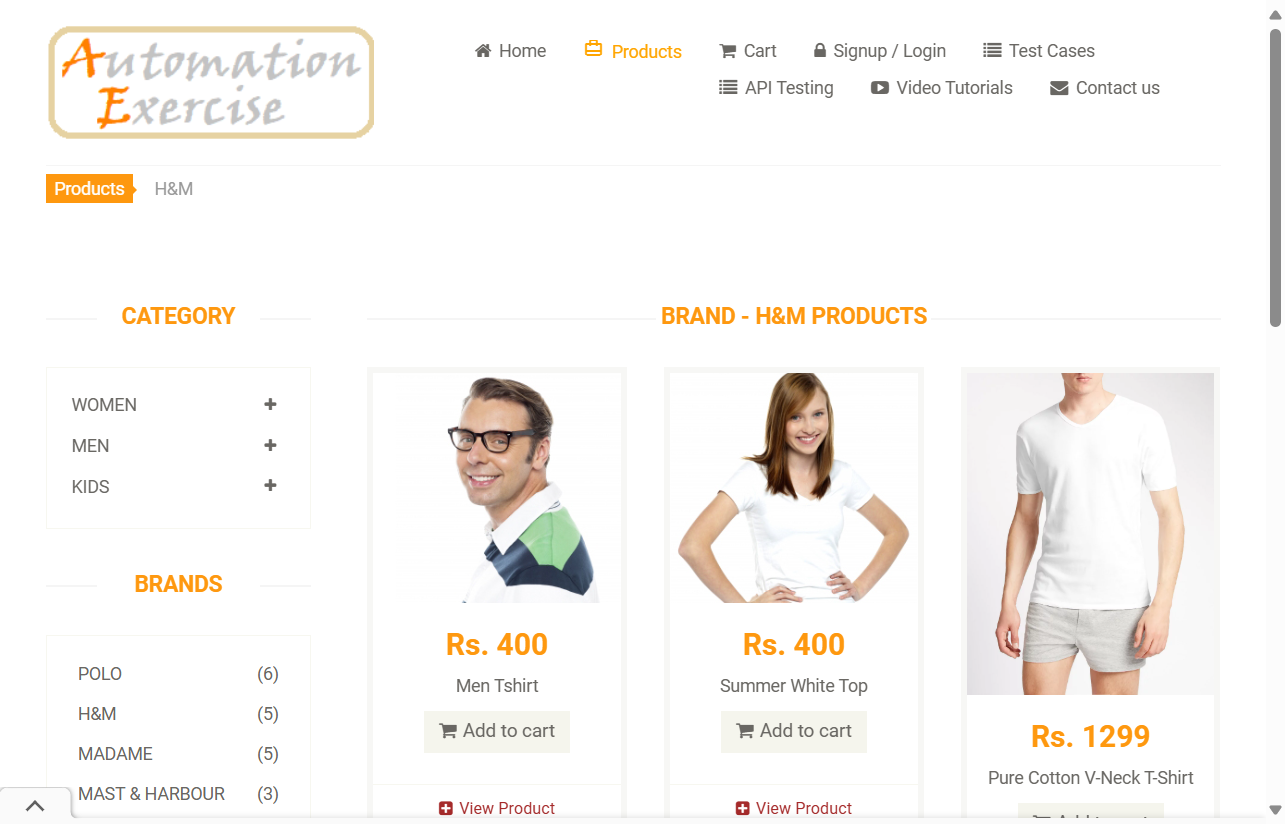 Automation
Exercise
Home
Products
Cart
Signup / Login
Test Cases
API Testing
Video Tutorials
Contact us
Products
H&M
CATEGORY
WOMEN
MEN
KIDS
BRANDS
POLO (6)
H&M (5)
MADAME (5)
MAST & HARBOUR (3)
BRAND - H&M PRODUCTS
Rs. 400
Men Tshirt
Add to cart
View Product
Rs. 400
Summer White Top
Add to cart
View Product
Rs. 1299
Pure Cotton V-Neck T-Shirt